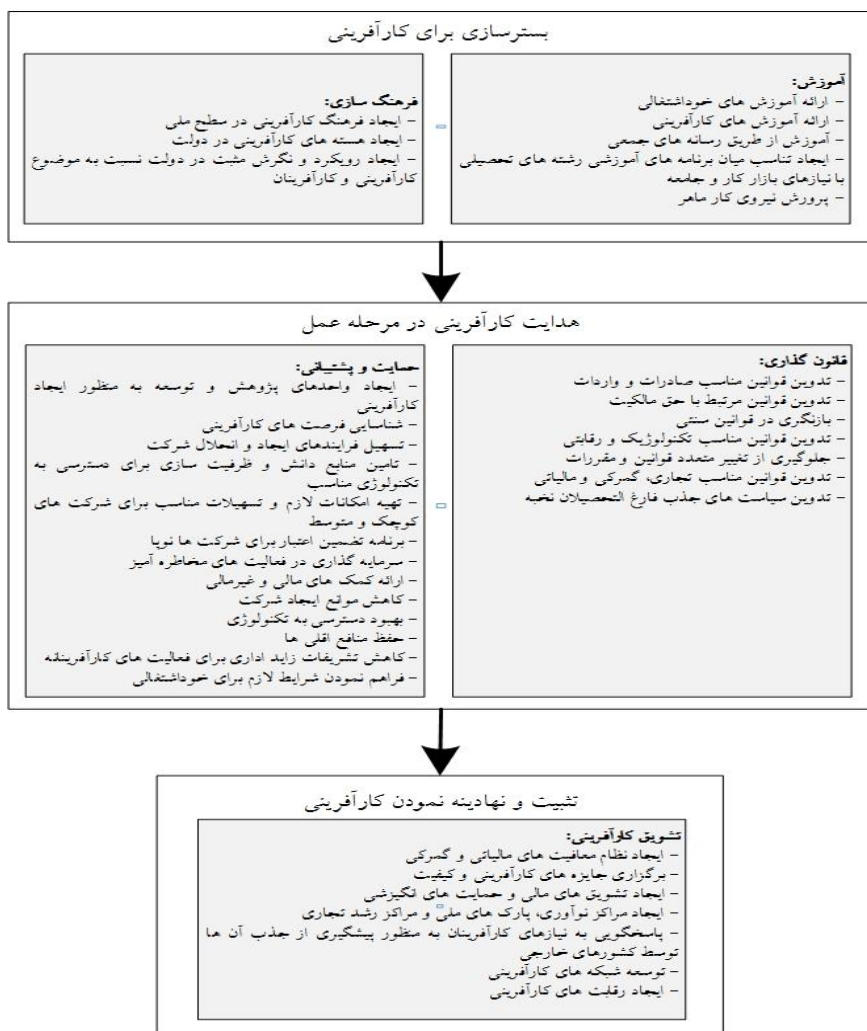 بسترسازی برای کارآفرینی
آموزش:
– ارائه آموزش های خوداشتغالی
– ارائه آموزش های کارآفرینی
– آموزش از طریق رسانه های جمعی
– ایجاد تناسب میان برنامه های آموزشی رشته های تحصیلی
با نیازهای بازار کار و جامعه
– پرورش نیروی کار ماهر
فرهنگ سازی:
– ایجاد فرهنگ کارآفرینی در سطح ملی
– ایجاد هسته های کارآفرینی در دولت
– ایجاد رویکرد و نگرش مثبت در دولت نسبت به موضوع
کارآفرینی و کارآفرینان
هدایت کارآفرینی در مرحله عمل
قانون گذاری:
– تدوین قوانین مناسب صادرات و واردات
– تدوین قوانین مرتبط با حق مالکیت
– بازنگری در قوانین سنتی
– تدوین قوانین مناسب تکنولوژیک و رقابتی
– جلوگیری از تغییر متعدد قوانین و مقررات
– تدوین قوانین مناسب تجاری، گمرکی و مالیاتی
– تدوین سیاست های جذب فارغ التحصیلان نخبه
حمایت و پشتیبانی:
– ایجاد واحدهای پژوهش و توسعه به منظور ایجاد
کارآفرینی
– شناسایی فرصت های کارآفرینی
– تسهیل فرایندهای ایجاد و انحلال شرکت
– تامین منابع دانش و ظرفیت سازی برای دسترسی به
تکنولوژی مناسب
– تهیه امکانات لازم و تسهیلات مناسب برای شرکت های
کوچک و متوسط
– برنامه تضمین اعتبار برای شرکت ها نوپا
– سرمایه گذاری در فعالیت های مخاطره آمیز
– ارائه کمک های مالی و غیرمالی
– کاهش موانع ایجاد شرکت
– بهبود دسترسی به تکنولوژی
– حفظ منافع اقلی ها
– کاهش تشریفات زاید اداری برای فعالیت های کارآفرینانه
– فراهم نمودن شرایط لازم برای خوداشتغالی
تثبیت و نهادینه نمودن کارآفرینی
تشویق کارآفرینی:
– ایجاد نظام معافیت های مالیاتی و گمرکی
– برگزاری جایزه های کارآفرینی و کیفیت
– ایجاد تشویق های مالی و حمایت های انگیزشی
– ایجاد مراکز نوآوری، پارک های ملی و مراکز رشد تجاری
– پاسخگویی به نیازهای کارآفرینان به منظور پیشگیری از جذب آن ها
توسط کشورهای خارجی
– توسعه شبکه های کارآفرینی
– ایجاد رقابت های کارآفرینی